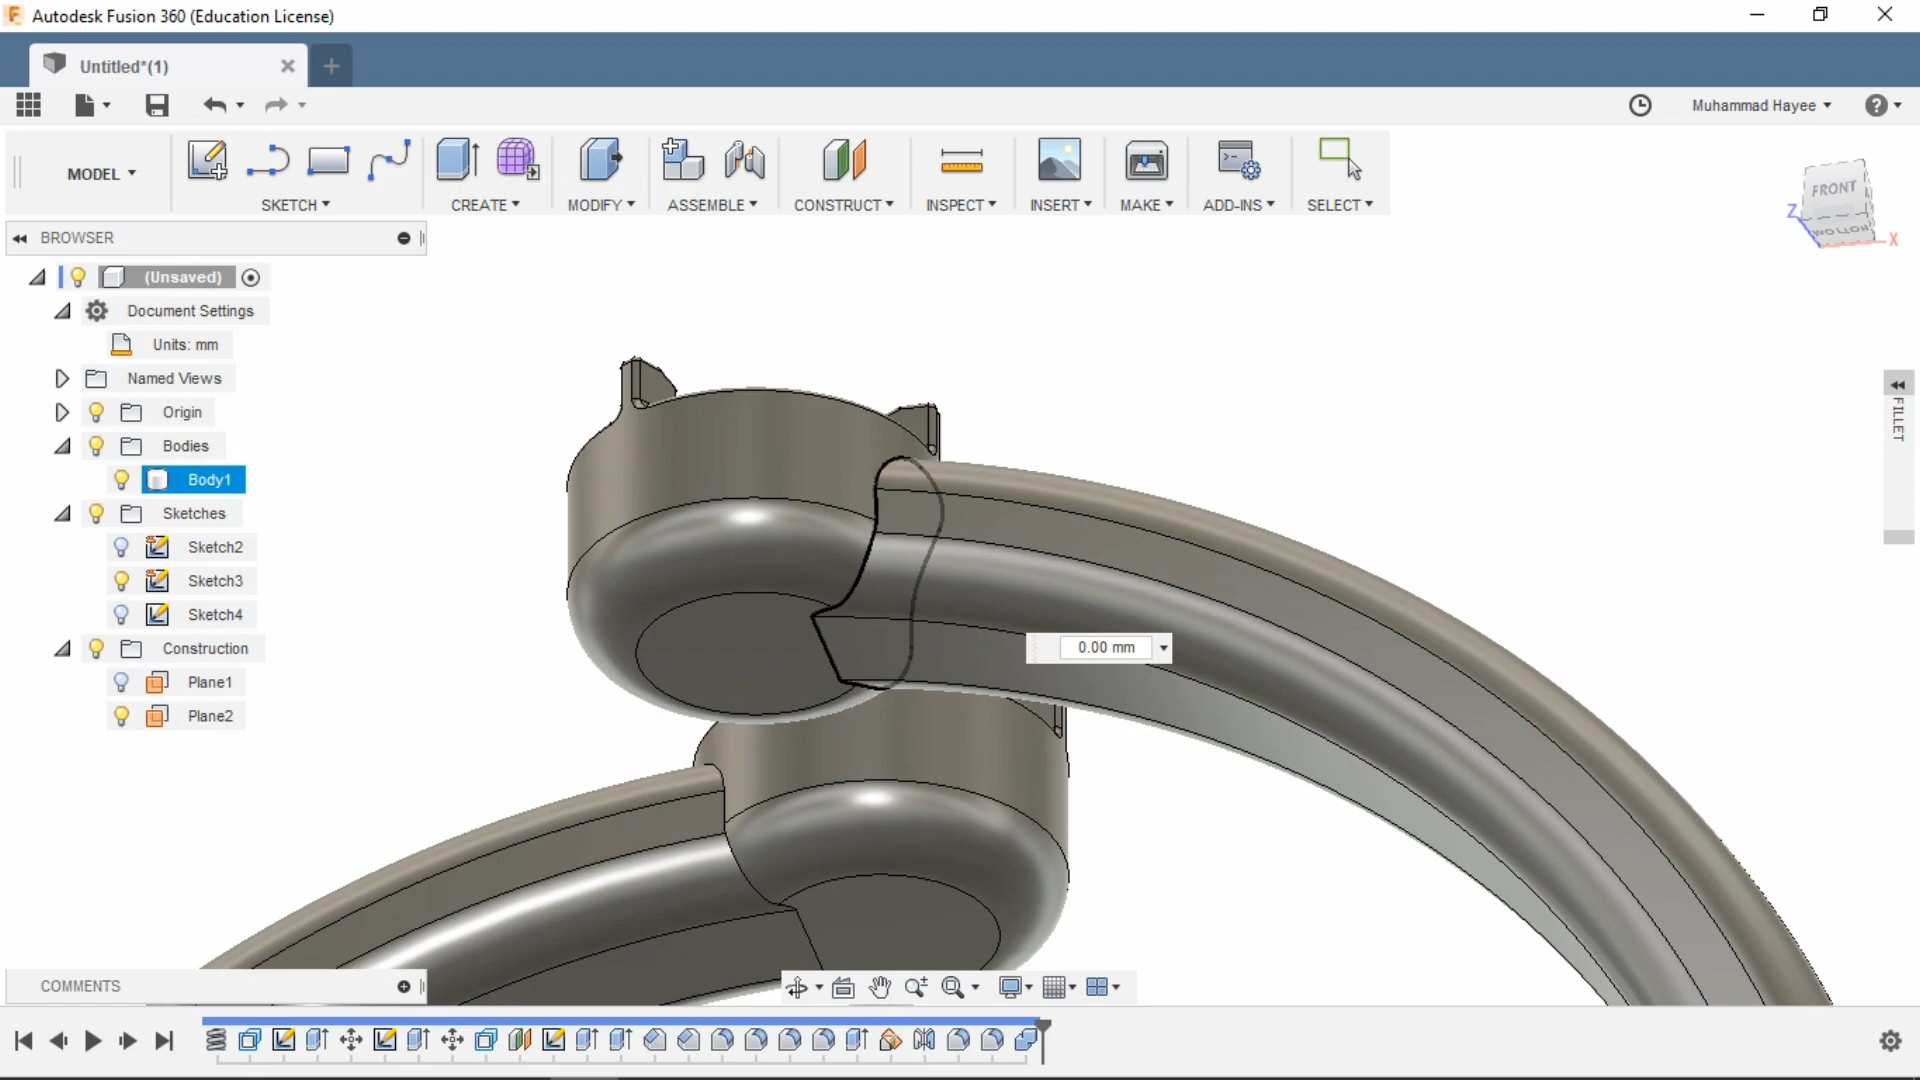 Autodesk Fusion 360 (Education License)
Untitled*(1)
Muhammad Hayee
MODEL
SKETCH
CREATE
MODIFY
ASSEMBLE
CONSTRUCT
INSPECT
INSERT
MAKE
ADD-INS
SELECT
FRONT
BOTTOM
Z
X
BROWSER
(Unsaved)
Document Settings
Units: mm
Named Views
Origin
Bodies
Body1
Sketches
Sketch2
Sketch3
Sketch4
Construction
Plane1
Plane2
FILLET
0.00 mm
COMMENTS